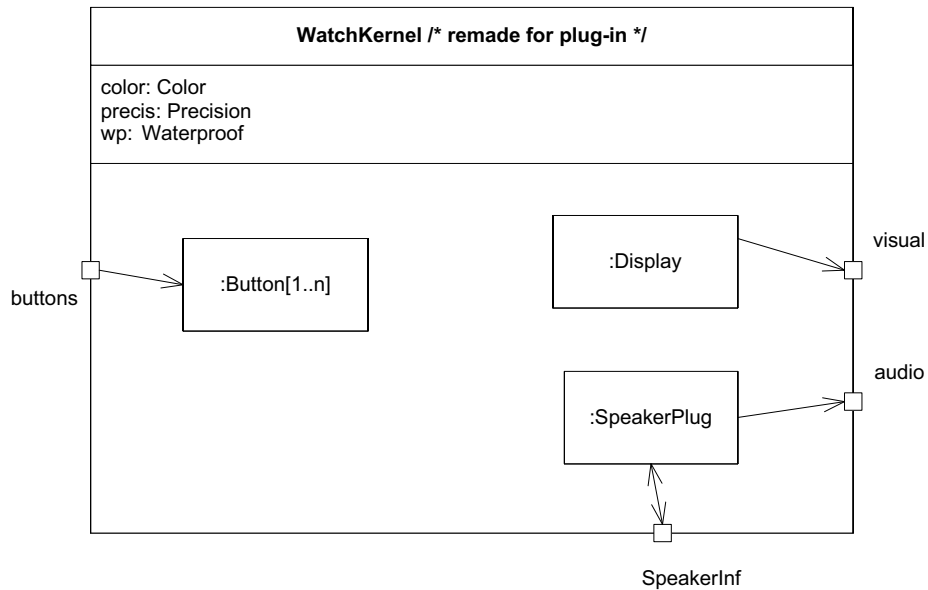 WatchKernel /* remade for plug-in */
color: Color
precis: Precision
wp: Waterproof
visual
:Display
:Button[1..n]
buttons
audio
:SpeakerPlug
SpeakerInf